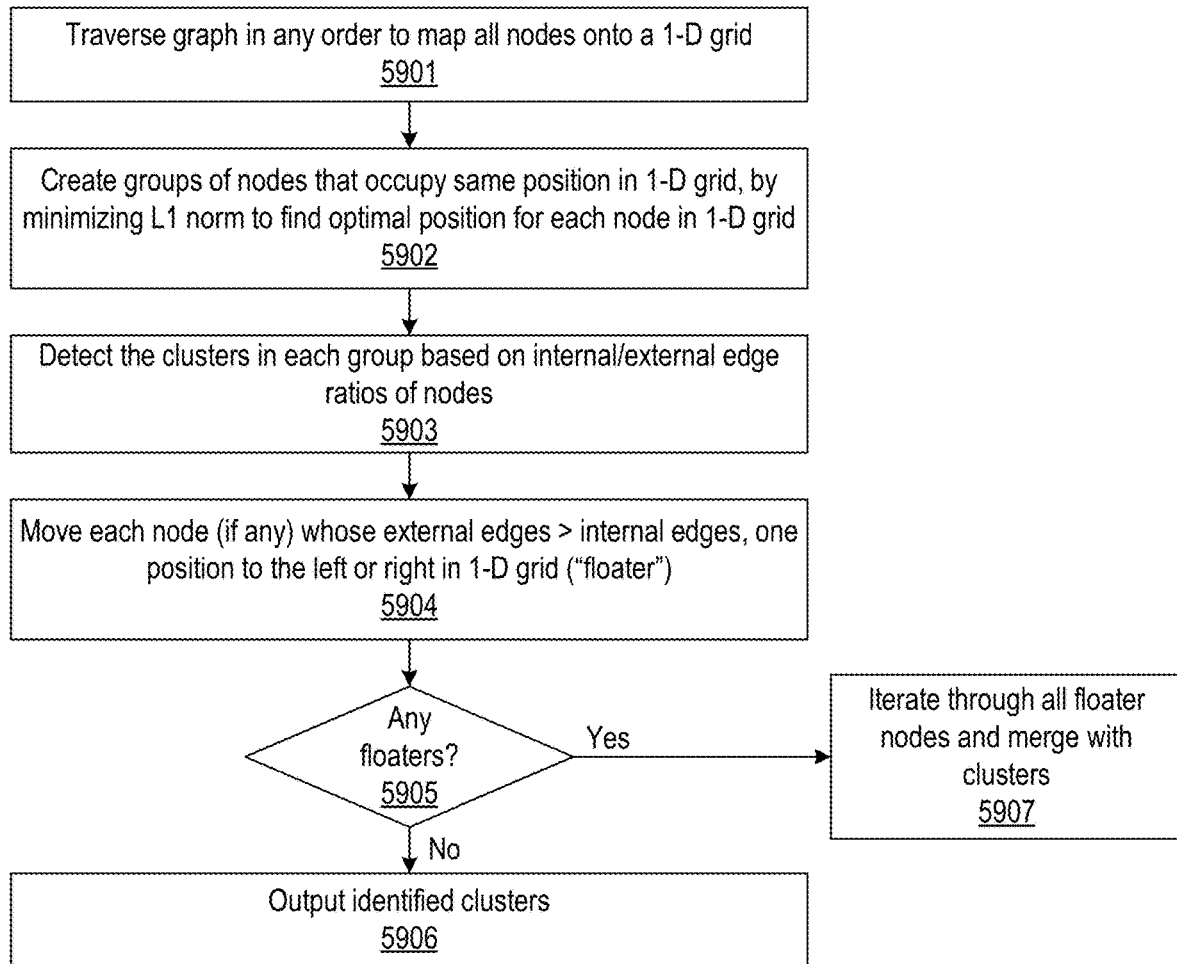 Traverse graph in any order to map all nodes onto a 1-D grid
5901
Create groups of nodes that occupy same position in 1-D grid, by
minimizing L1 norm to find optimal position for each node in 1-D grid
5902
Detect the clusters in each group based on internal/external edge
ratios of nodes
5903
Move each node (if any) whose external edges > internal edges, one
position to the left or right in 1-D grid (“floater”)
5904
Any
floaters?
5905
Yes
Iterate through all floater
nodes and merge with
clusters
5907
No
Output identified clusters
5906